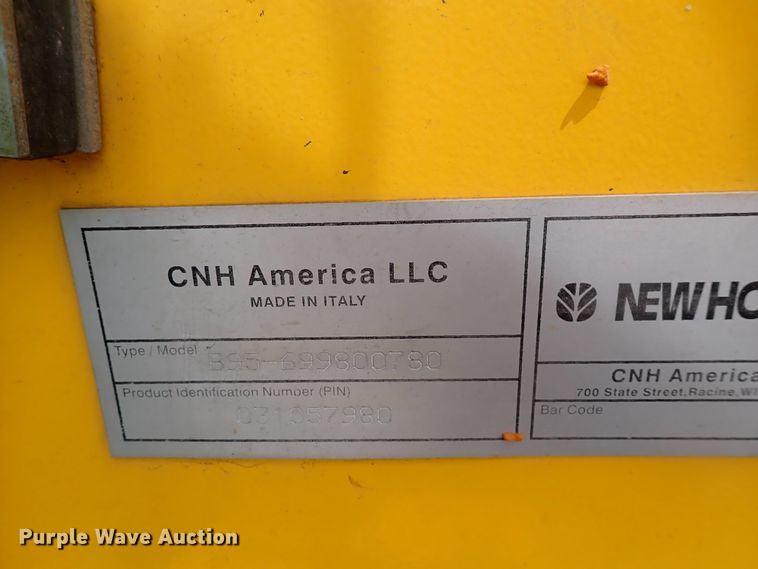 CNH America LLC
MADE IN ITALY
Type / Model B95-699800780
Product Identification Number (PIN)
031057980
NEW HO
CNH America
700 State Street, Racine, WI
Bar Code
Purple Wave Auction